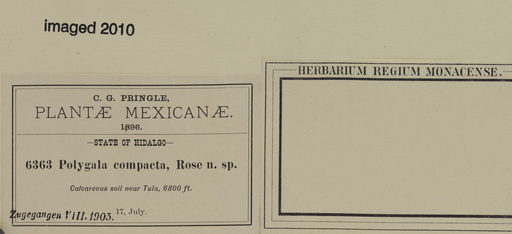 imaged 2010
C. G. PRINGLE,
PLANTÆ MEXICANÆ.
1896.
—STATE OF HIDALGO—
6363 Polygala compacta, Rose n. sp.
Calcareous soil near Tula, 6800 ft.
17, July.
Zugegangen VIII.1903.
HERBARIUM REGIUM MONACENSE.